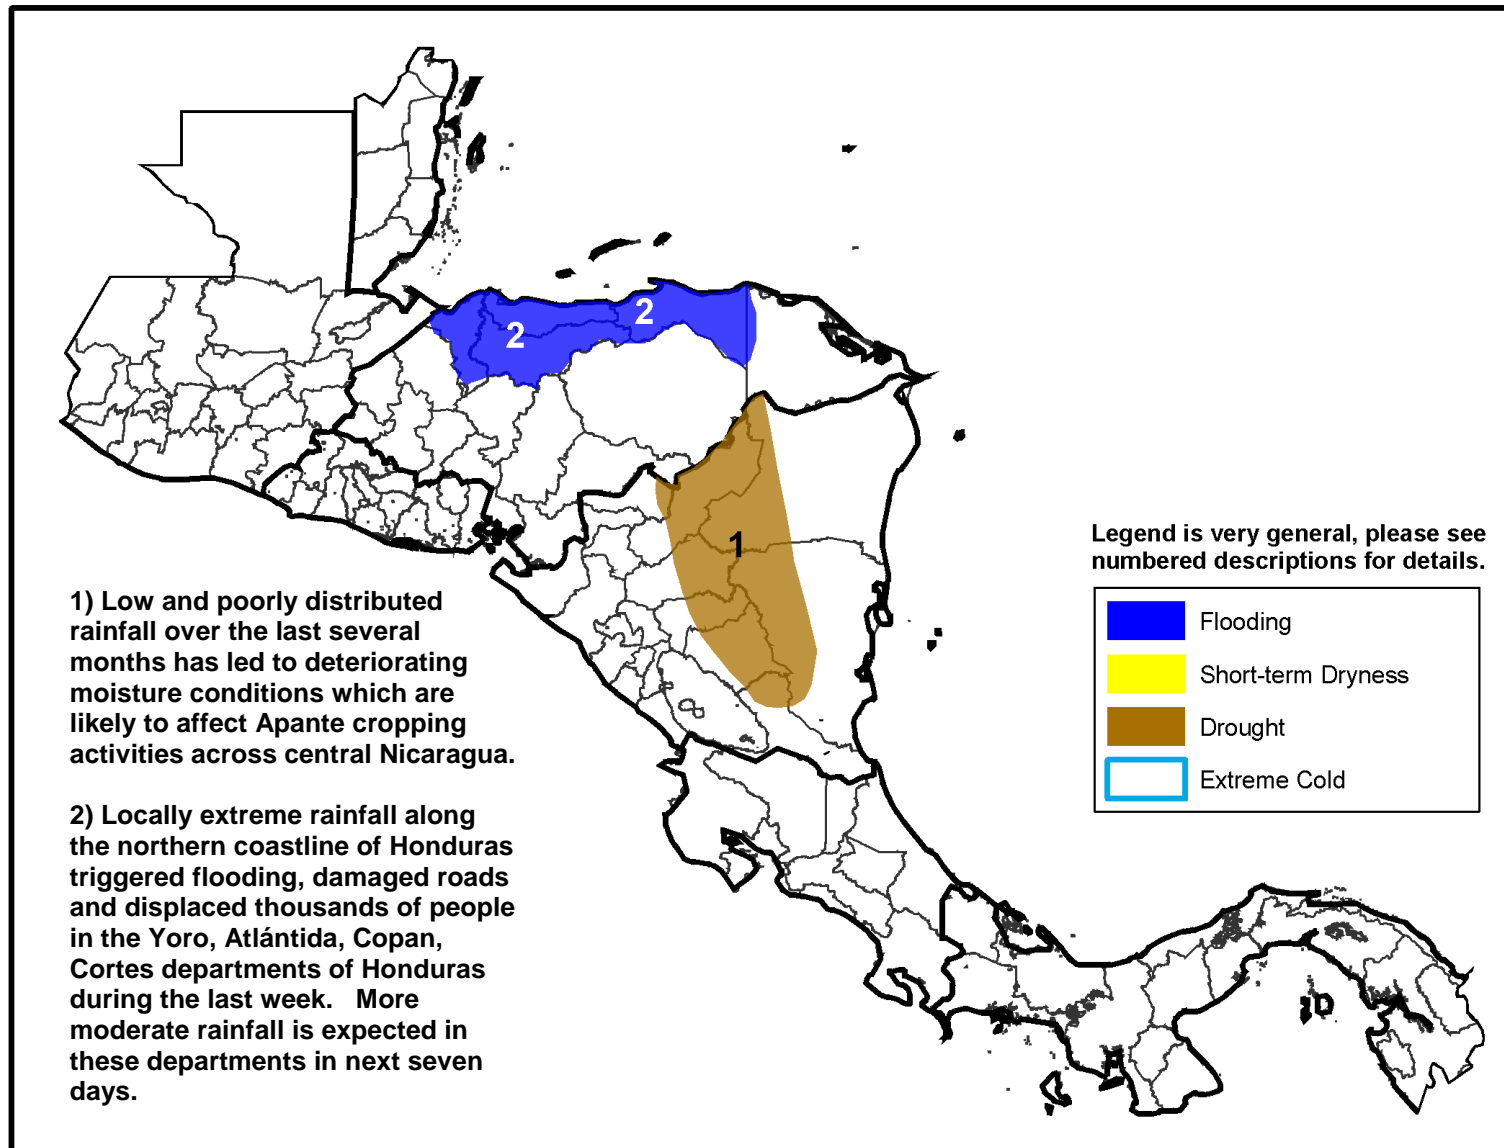 2
2
1
Legend is very general, please see
numbered descriptions for details.
Flooding
Short-term Dryness
Drought
Extreme Cold
1) Low and poorly distributed
rainfall over the last several
months has led to deteriorating
moisture conditions which are
likely to affect Apante cropping
activities across central Nicaragua.
2) Locally extreme rainfall along
the northern coastline of Honduras
triggered flooding, damaged roads
and displaced thousands of people
in the Yoro, Atlántida, Copan,
Cortes departments of Honduras
during the last week.   More
moderate rainfall is expected in
these departments in next seven
days.